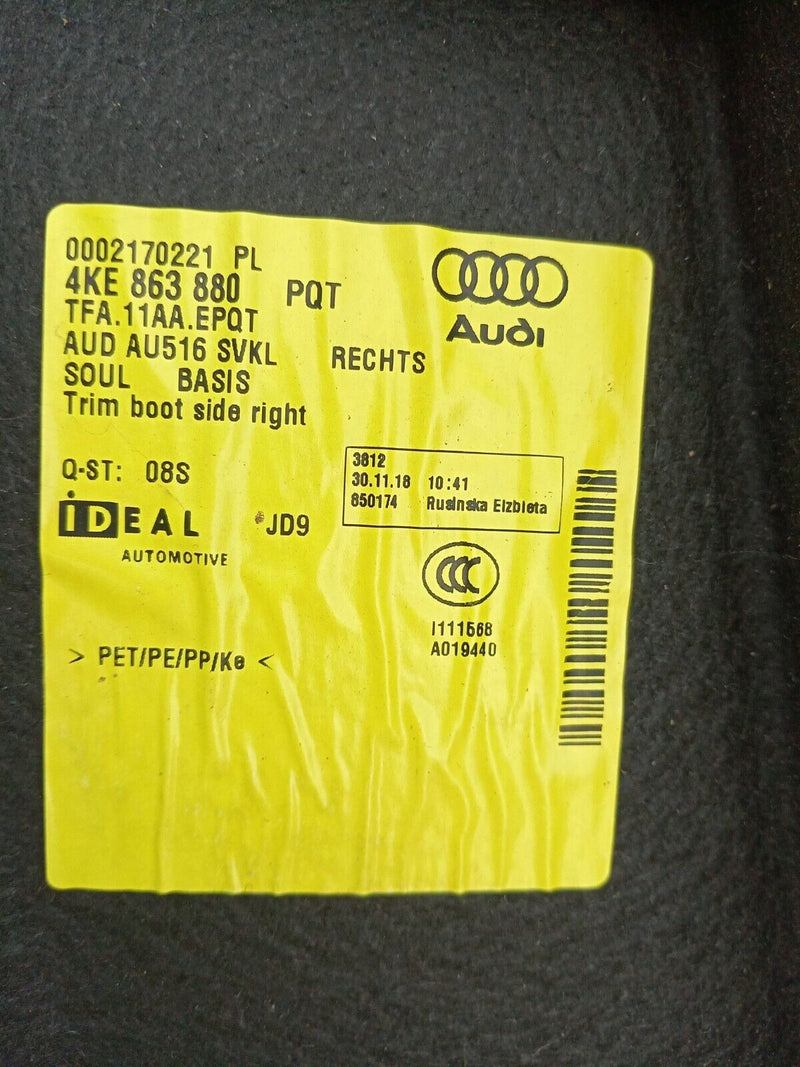 0002170221 PL
4KE 863 880 PQT
TFA.11AA.EPQT
AUD AU516 SVKL RECHTS
SOUL BASIS
Trim boot side right
Audi
Q-ST: 08S
iDEAL JD9
AUTOMOTIVE
3812
30.11.18 10:41
850174 Rusinska Elzbieta
CCC
I111568
A019440
> PET/PE/PP/Ke <